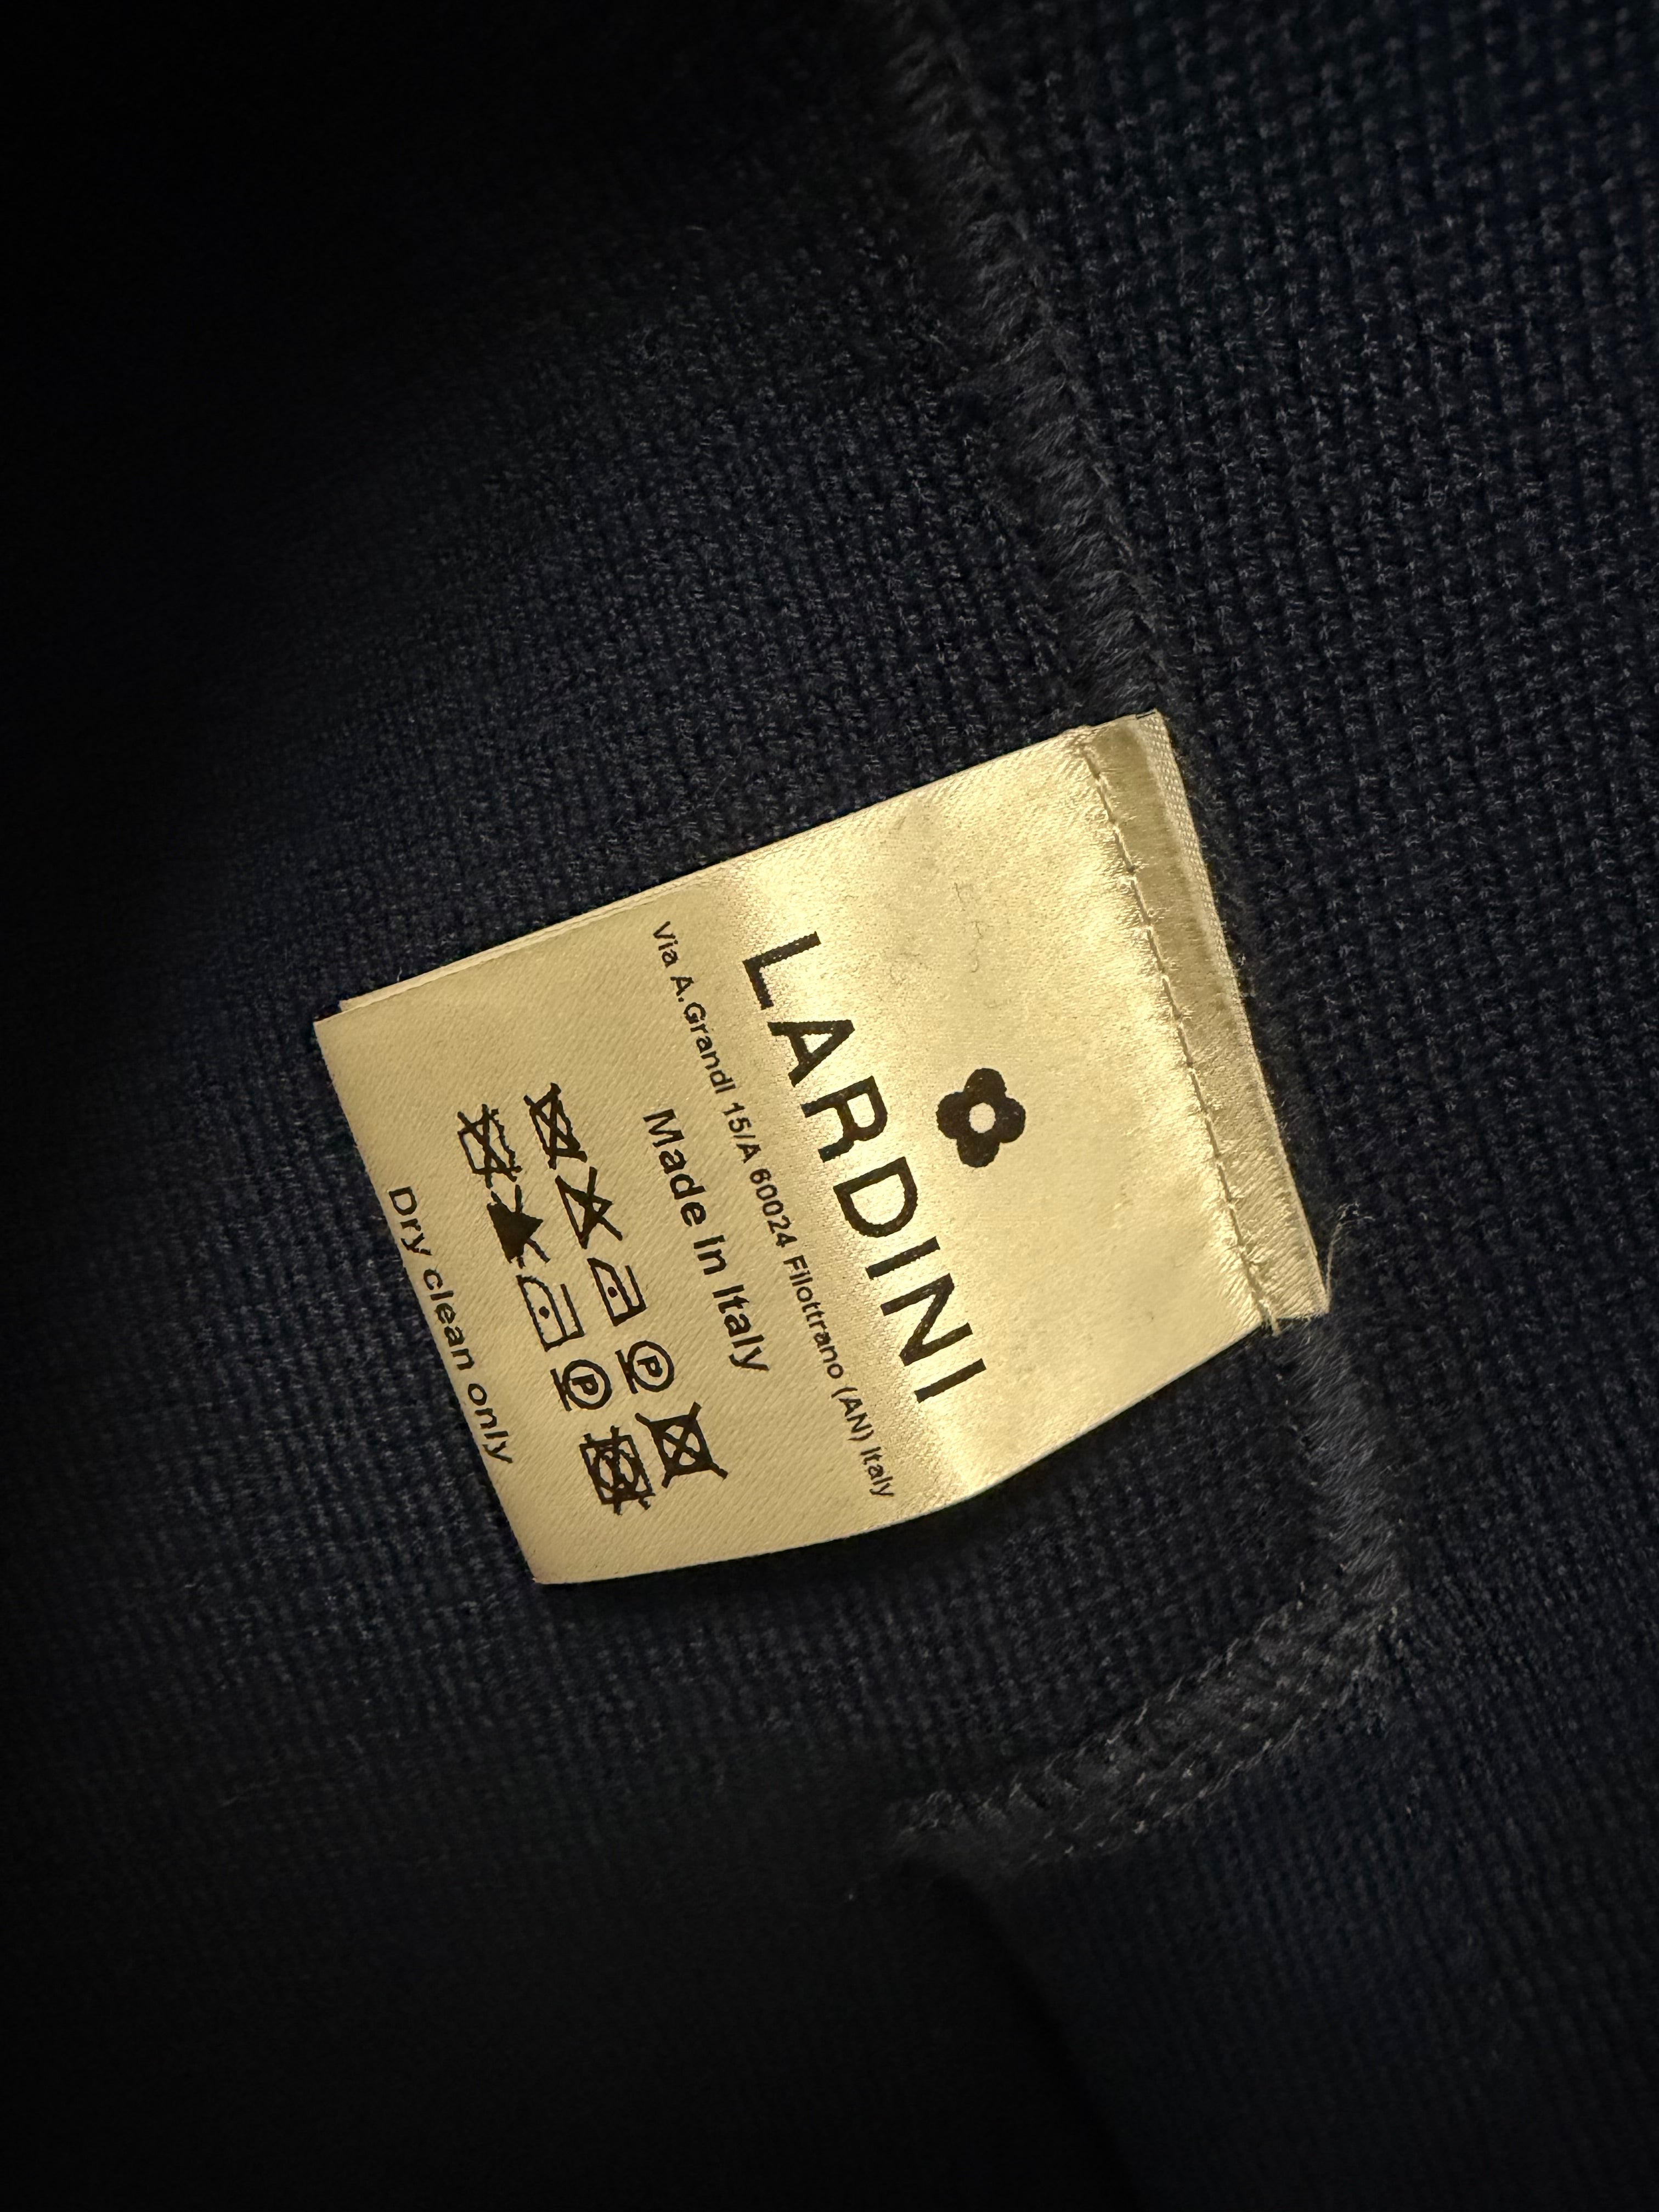 LARDINI
Via A.Grandi 15/A 60024 Filottrano (AN) Italy
Made In Italy
P
P
Dry clean only